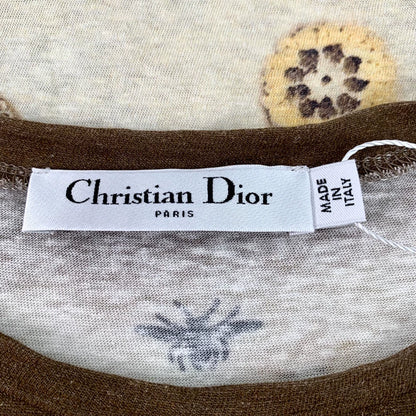 Christian Dior
PARIS
MADE
IN
ITALY